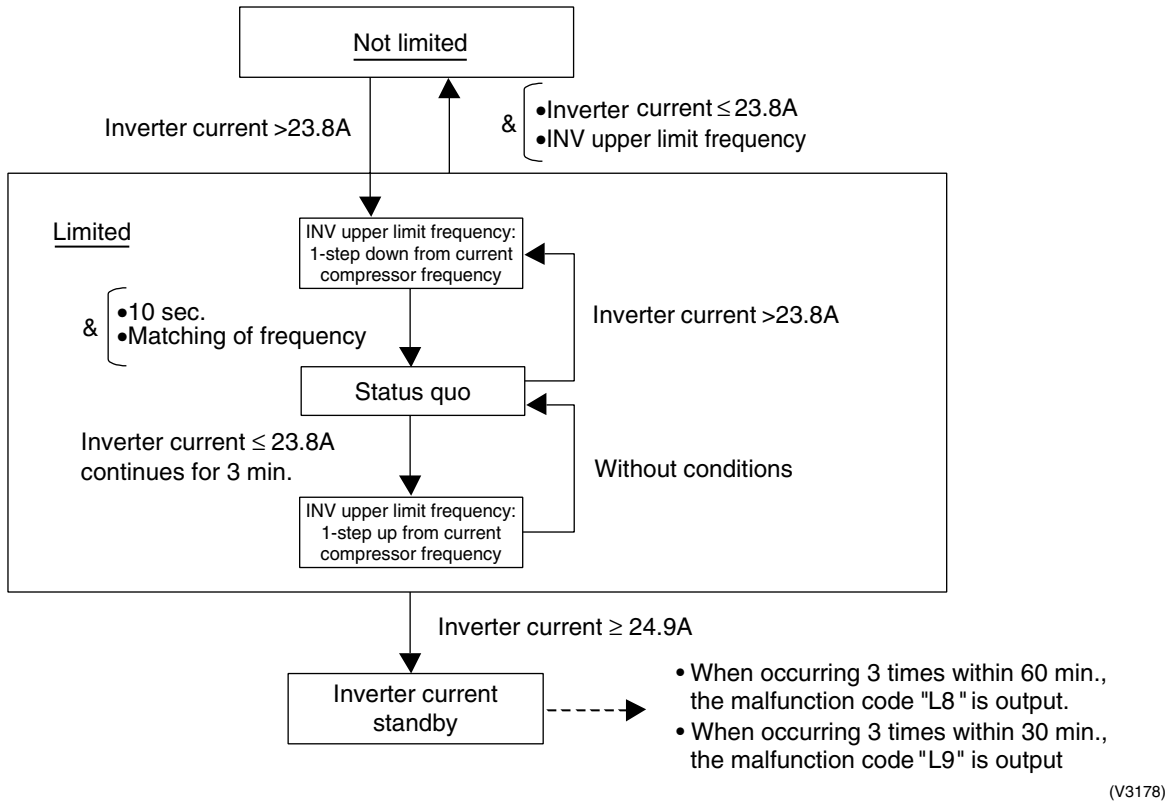 Not limited
Inverter current >23.8A
&
•Inverter current ≤ 23.8A
•INV upper limit frequency
Limited
INV upper limit frequency:
1-step down from current
compressor frequency
&
•10 sec.
•Matching of frequency
Inverter current >23.8A
Status quo
Inverter current ≤ 23.8A
continues for 3 min.
Without conditions
INV upper limit frequency:
1-step up from current
compressor frequency
Inverter current ≥ 24.9A
Inverter current
standby
• When occurring 3 times within 60 min.,
the malfunction code "L8" is output.
• When occurring 3 times within 30 min.,
the malfunction code "L9" is output
(V3178)